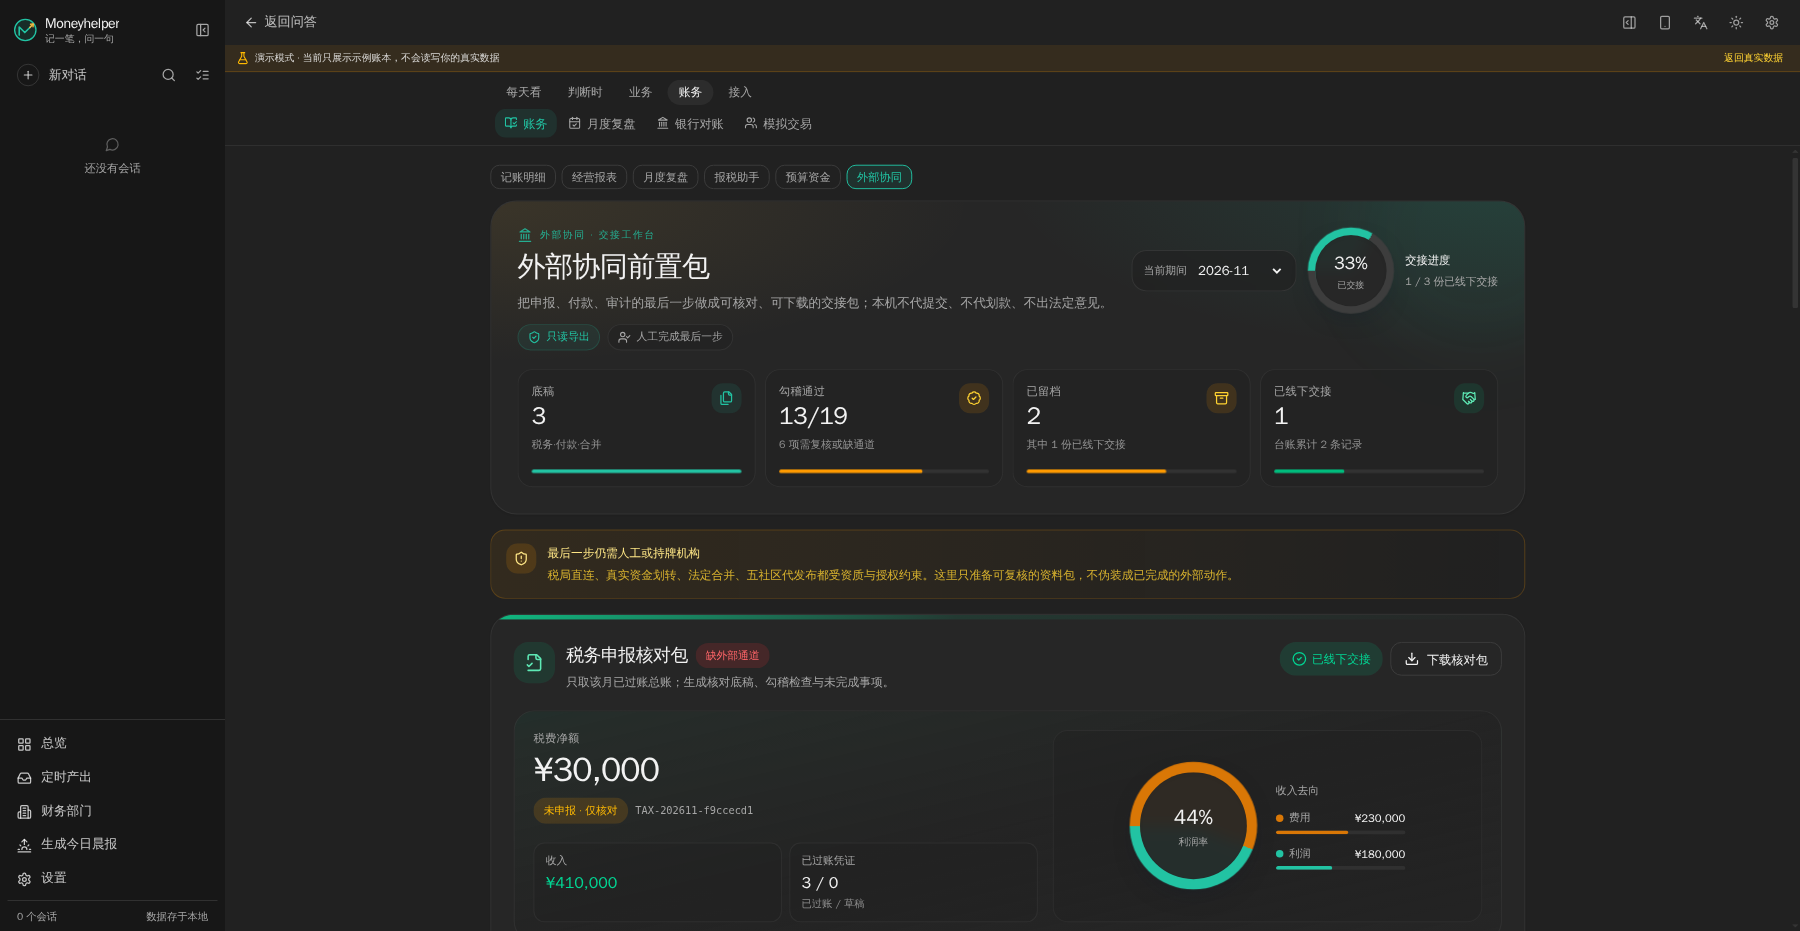 Moneyhelper
记一笔，问一句
新对话
还没有会话
总览
定时产出
财务部门
生成今日晨报
设置
0 个会话
数据存于本地
返回问答
演示模式 · 当前只展示示例账本，不会读写你的真实数据
返回真实数据
每天看
判断时
业务
账务
接入
账务
月度复盘
银行对账
模拟交易
记账明细
经营报表
月度复盘
报税助手
预算资金
外部协同
外部协同 · 交接工作台
外部协同前置包
把申报、付款、审计的最后一步做成可核对、可下载的交接包；本机不代提交、不代划款、不出法定意见。
只读导出
人工完成最后一步
当前期间
2026-11
33%
已交接
交接进度
1 / 3 份已线下交接
底稿
3
税务·付款·合并
勾稽通过
13/19
6 项需复核或缺通道
已留档
2
其中 1 份已线下交接
已线下交接
1
台账累计 2 条记录
最后一步仍需人工或持牌机构
税局直连、真实资金划转、法定合并、五社区代发布都受资质与授权约束。这里只准备可复核的资料包，不伪装成已完成的外部动作。
税务申报核对包
缺外部通道
只取该月已过账总账；生成核对底稿、勾稽检查与未完成事项。
已线下交接
下载核对包
税费净额
¥30,000
未申报 · 仅核对
TAX-202611-f9ccecd1
收入
¥410,000
已过账凭证
3 / 0
已过账 / 草稿
44%
利润率
收入去向
费用
¥230,000
利润
¥180,000